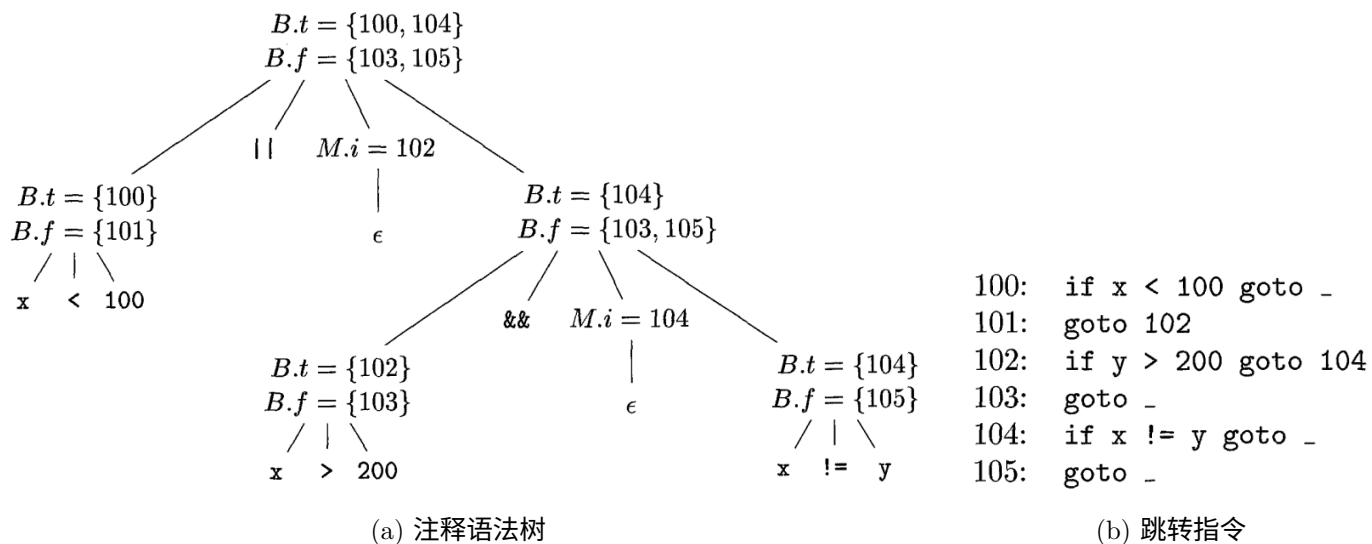 B.t = {100, 104}
B.f = {103, 105}
|| M.i = 102
B.t = {100}
B.f = {101}
ϵ
B.t = {104}
B.f = {103, 105}
x < 100
&& M.i = 104
B.t = {102}
B.f = {103}
ϵ
B.t = {104}
B.f = {105}
x > 200
x != y
(a) 注释语法树
100: if x < 100 goto _
101: goto 102
102: if y > 200 goto 104
103: goto _
104: if x != y goto _
105: goto _
(b) 跳转指令